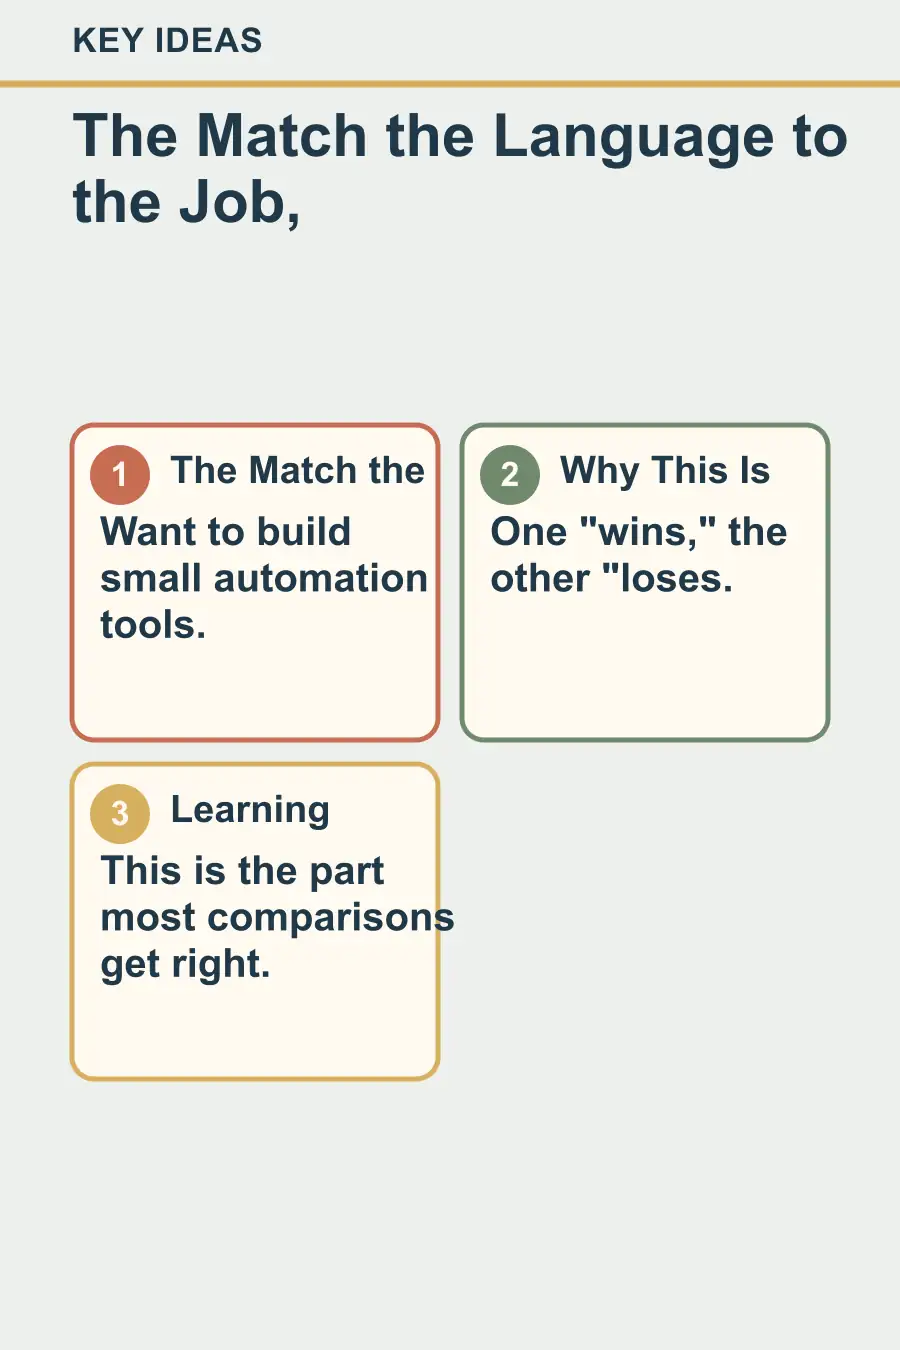 KEY IDEAS
The Match the Language to
the Job,
1
The Match the
Want to build
small automation
tools.
2
Why This Is
One "wins," the
other "loses.
3
Learning
This is the part
most comparisons
get right.